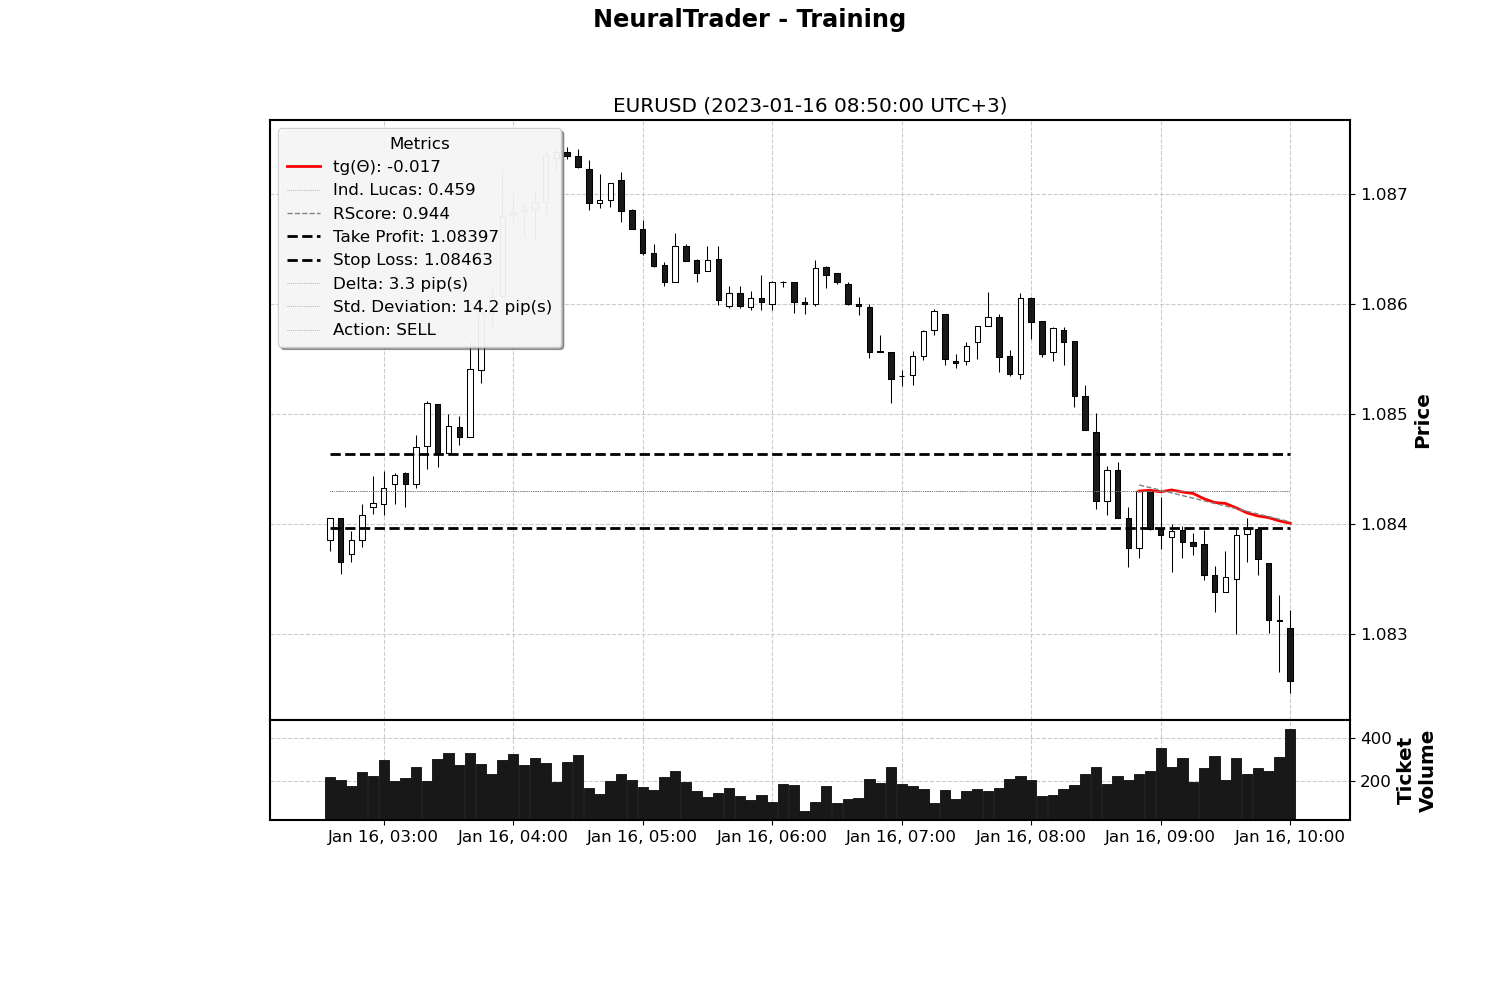 NeuralTrader - Training
EURUSD (2023-01-16 08:50:00 UTC+3)
Metrics
tg(Θ): -0.017
Ind. Lucas: 0.459
RScore: 0.944
Take Profit: 1.08397
Stop Loss: 1.08463
Delta: 3.3 pip(s)
Std. Deviation: 14.2 pip(s)
Action: SELL
1.087
1.086
1.085
1.084
1.083
Price
400
200
Ticket
Volume
Jan 16, 03:00
Jan 16, 04:00
Jan 16, 05:00
Jan 16, 06:00
Jan 16, 07:00
Jan 16, 08:00
Jan 16, 09:00
Jan 16, 10:00